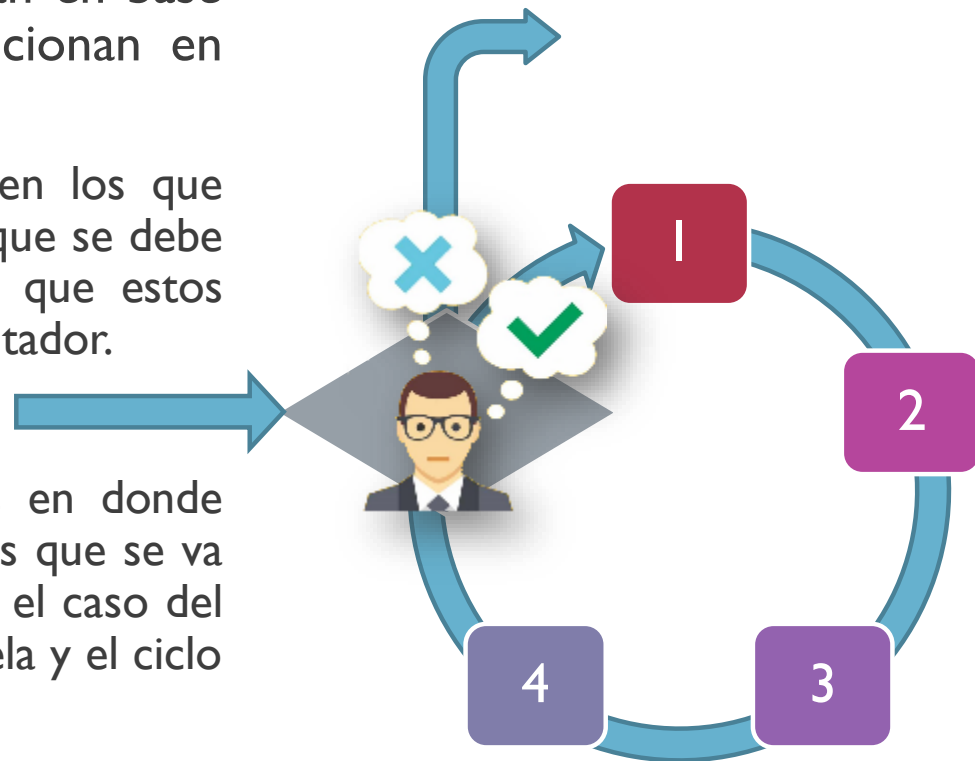 cionan en
en los que
que se debe
que estos
tador.
en donde
s que se va
el caso del
ela y el ciclo
1
2
3
4